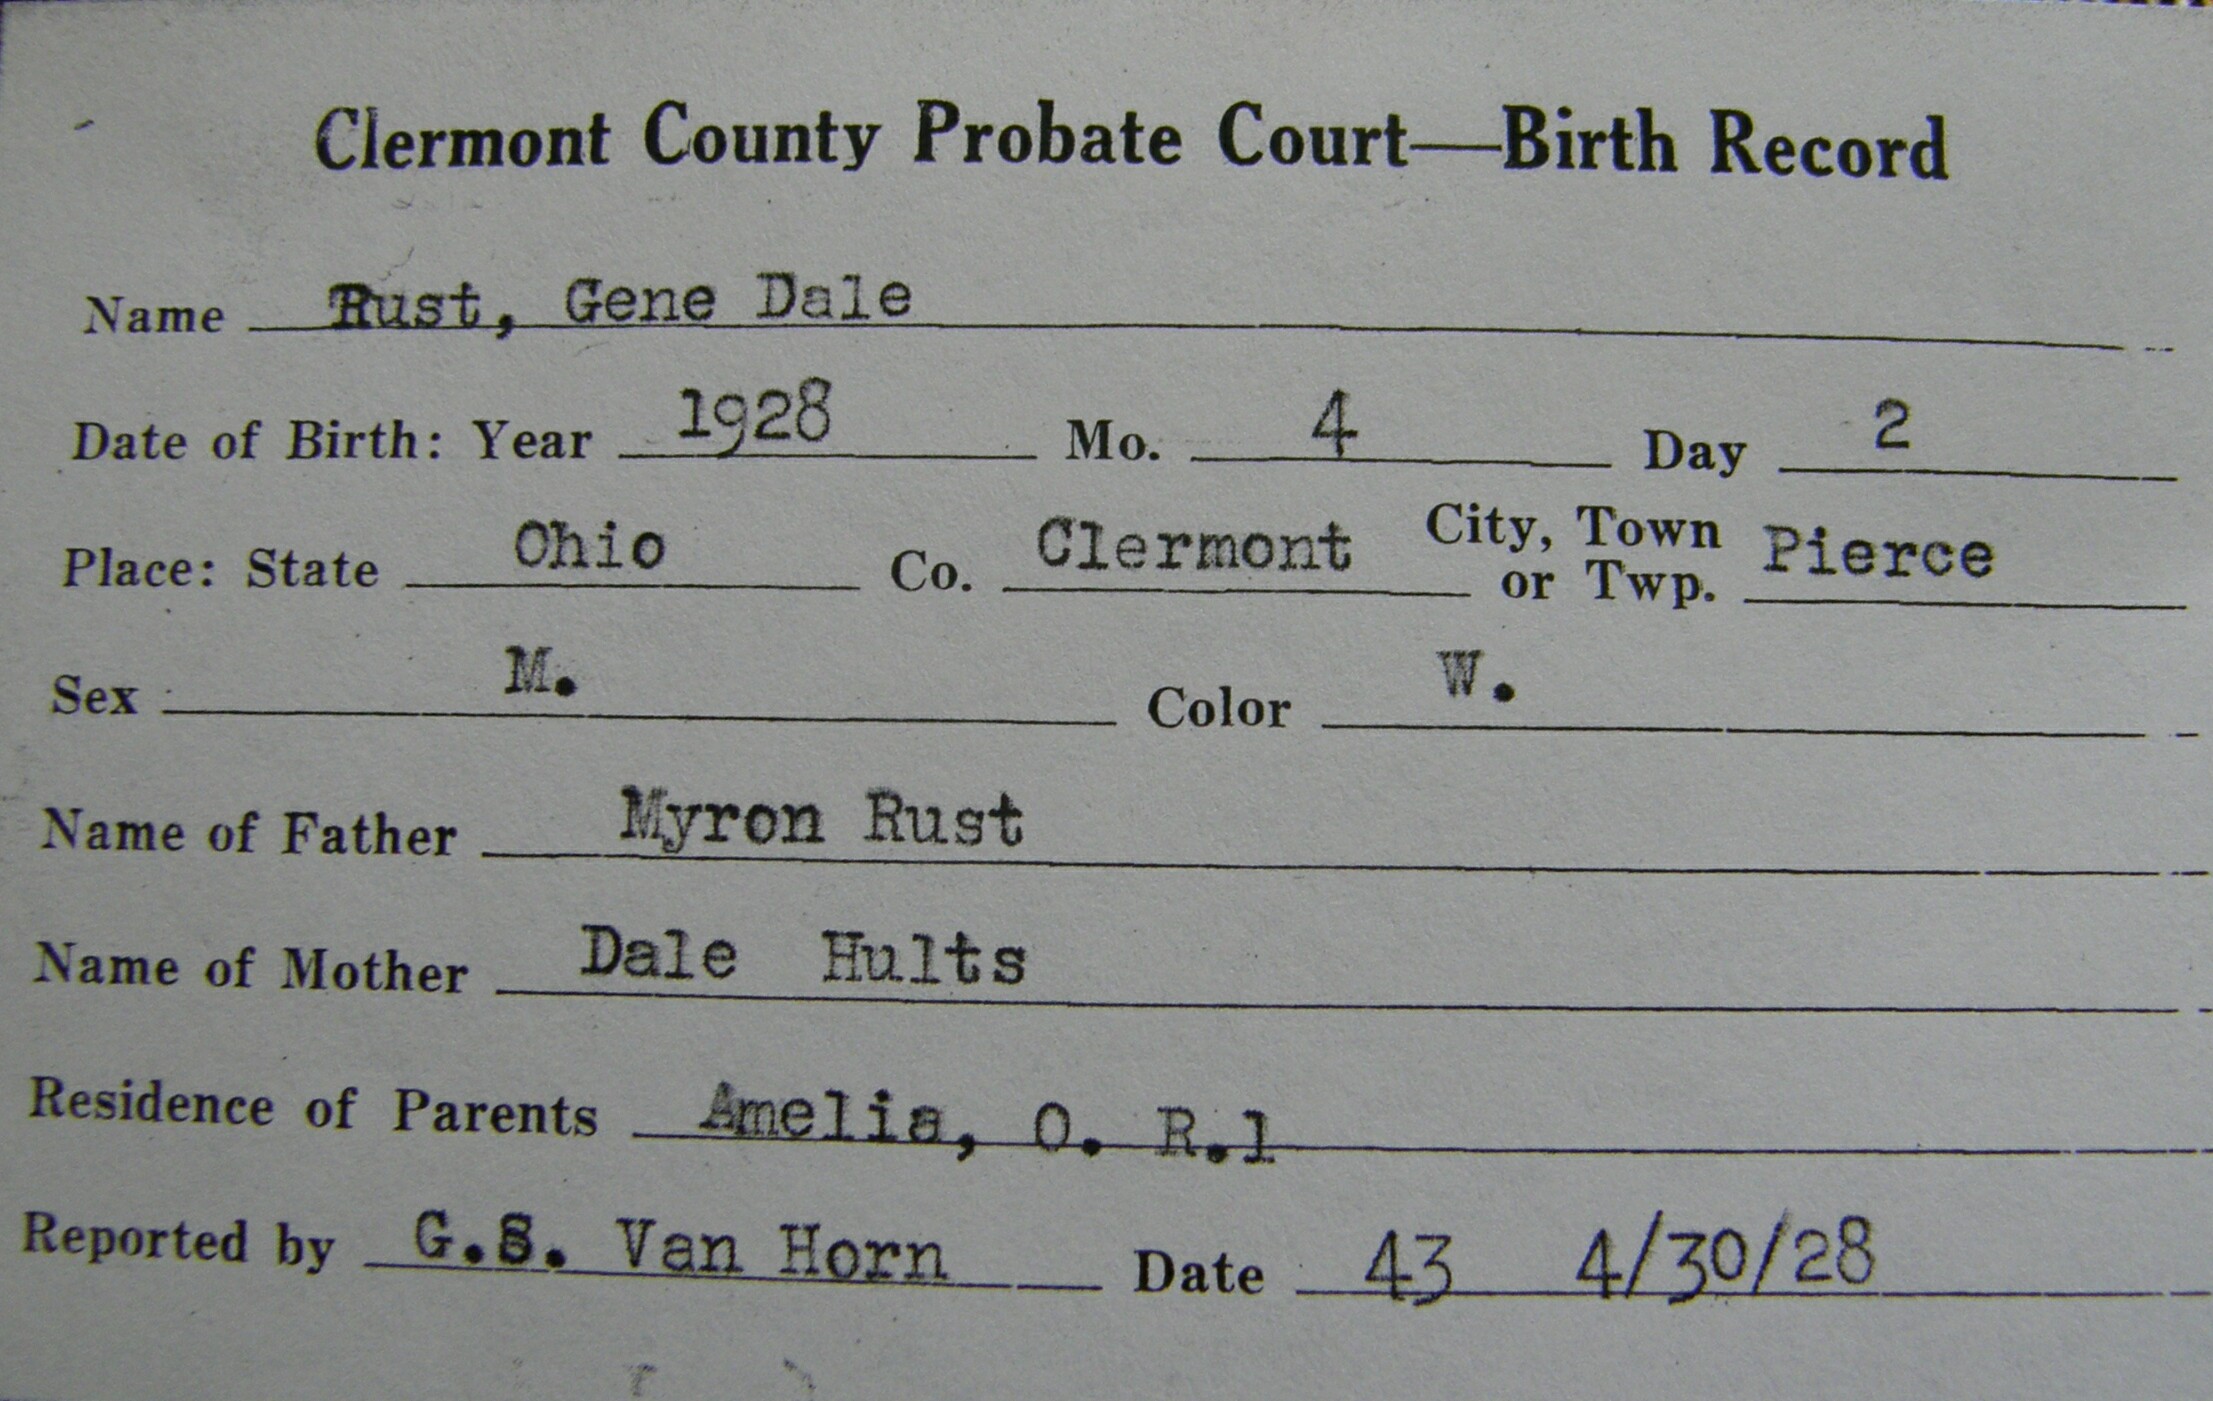 Clermont County Probate Court—Birth Record
Name Rust, Gene Dale
Date of Birth: Year 1928 Mo. 4 Day 2
Place: State Ohio Co. Clermont City, Town or Twp. Pierce
Sex M. Color W.
Name of Father Myron Rust
Name of Mother Dale Hults
Residence of Parents Amelia, O. R.1
Reported by G.S. Van Horn Date 43 4/30/28